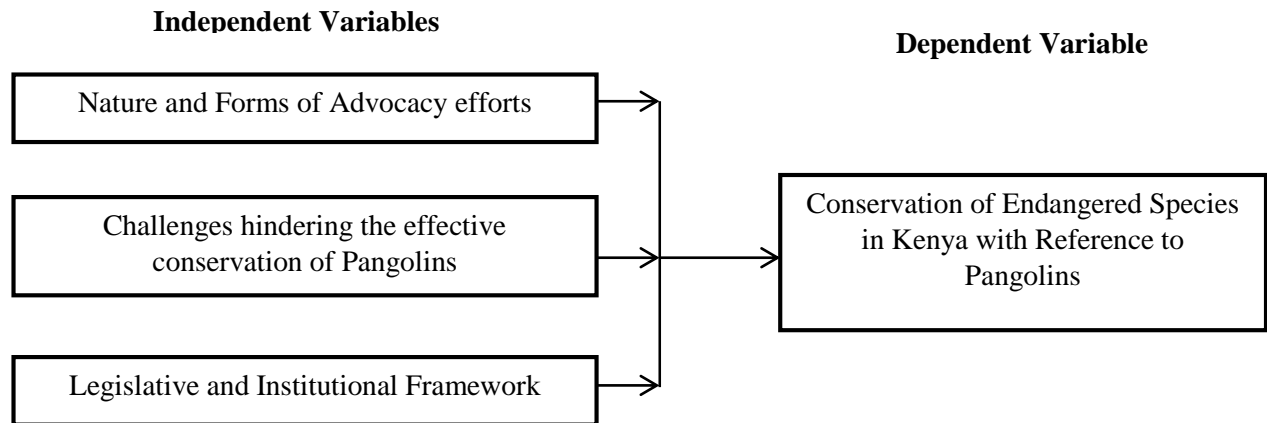 Independent Variables
Dependent Variable
Nature and Forms of Advocacy efforts
Challenges hindering the effective
conservation of Pangolins
Legislative and Institutional Framework
Conservation of Endangered Species
in Kenya with Reference to
Pangolins